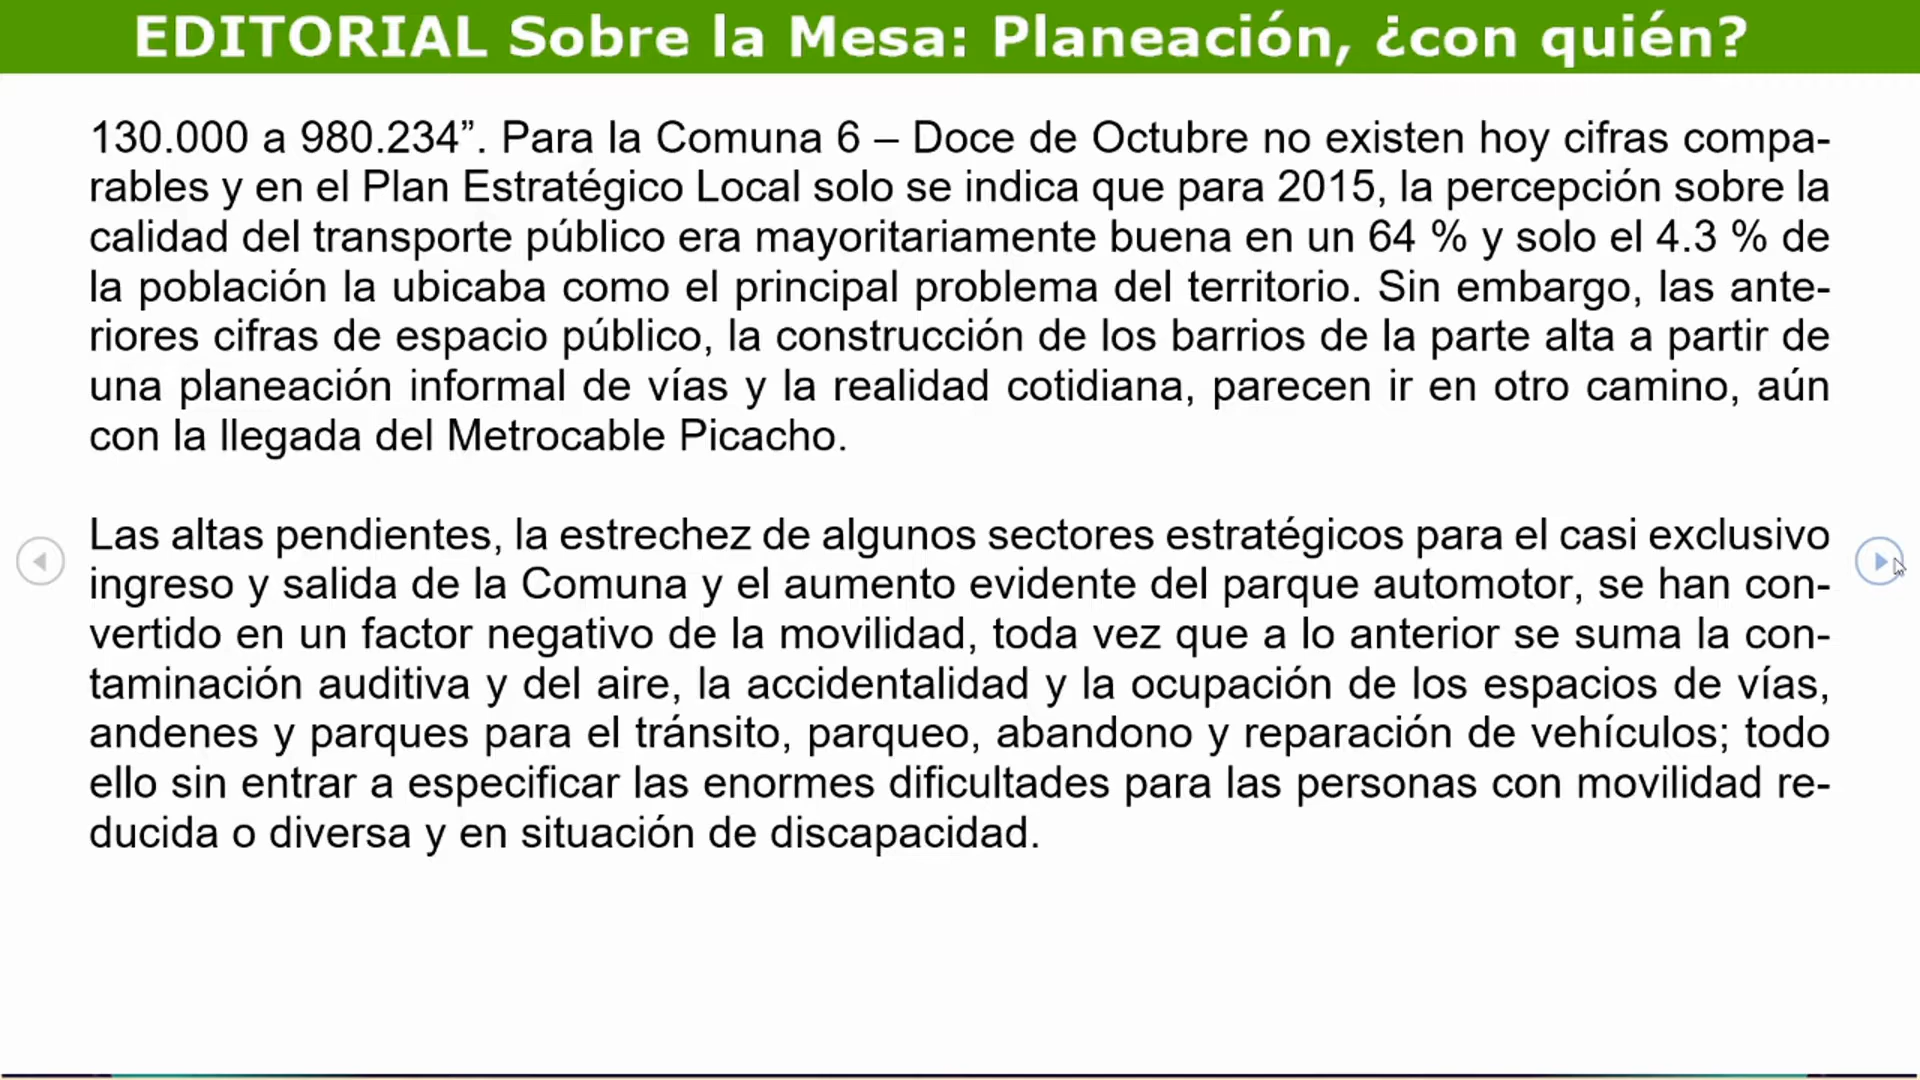 EDITORIAL Sobre la Mesa: Planeación, ¿con quién?
130.000 a 980.234”. Para la Comuna 6 – Doce de Octubre no existen hoy cifras compa-
rables y en el Plan Estratégico Local solo se indica que para 2015, la percepción sobre la
calidad del transporte público era mayoritariamente buena en un 64 % y solo el 4.3 % de
la población la ubicaba como el principal problema del territorio. Sin embargo, las ante-
riores cifras de espacio público, la construcción de los barrios de la parte alta a partir de
una planeación informal de vías y la realidad cotidiana, parecen ir en otro camino, aún
con la llegada del Metrocable Picacho.
Las altas pendientes, la estrechez de algunos sectores estratégicos para el casi exclusivo
ingreso y salida de la Comuna y el aumento evidente del parque automotor, se han con-
vertido en un factor negativo de la movilidad, toda vez que a lo anterior se suma la con-
taminación auditiva y del aire, la accidentalidad y la ocupación de los espacios de vías,
andenes y parques para el tránsito, parqueo, abandono y reparación de vehículos; todo
ello sin entrar a especificar las enormes dificultades para las personas con movilidad re-
ducida o diversa y en situación de discapacidad.